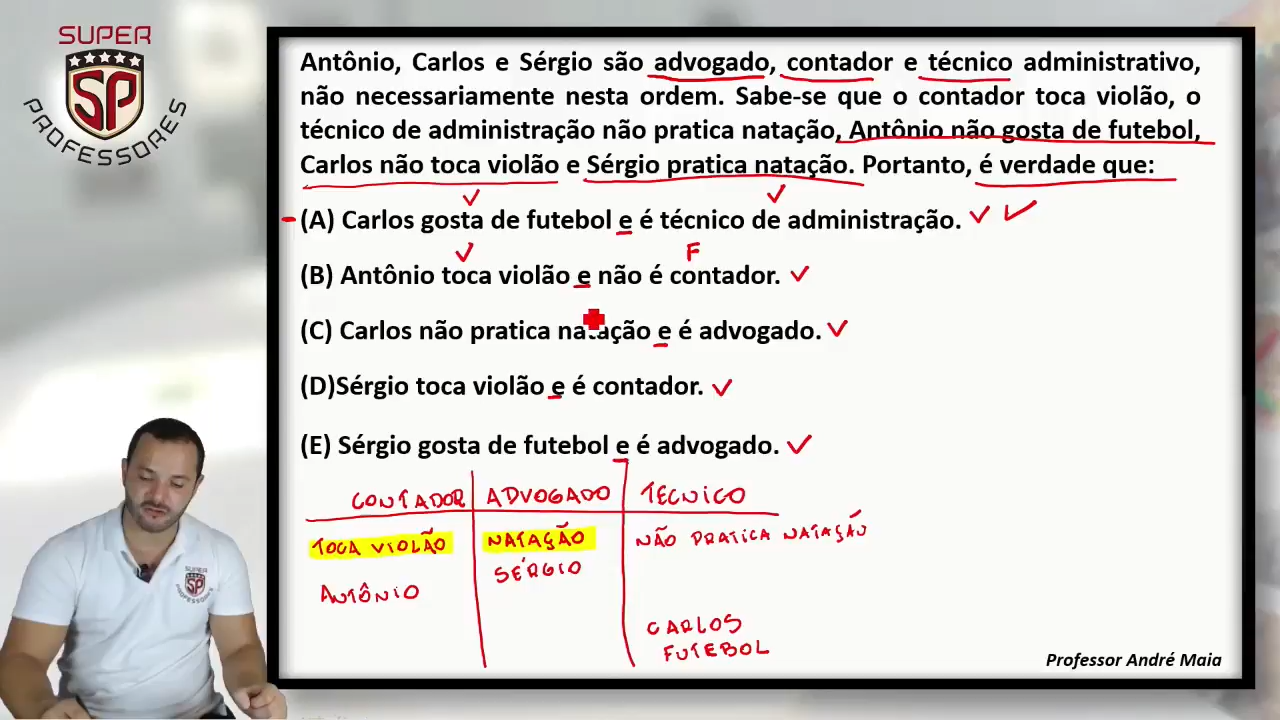 SUPER
SP
PROFESSORES
Antônio, Carlos e Sérgio são advogado, contador e técnico administrativo,
não necessariamente nesta ordem. Sabe-se que o contador toca violão, o
técnico de administração não pratica natação, Antônio não gosta de futebol,
Carlos não toca violão e Sérgio pratica natação. Portanto, é verdade que:
(A) Carlos gosta de futebol e é técnico de administração.
F
(B) Antônio toca violão e não é contador.
(C) Carlos não pratica natação e é advogado.
(D)Sérgio toca violão e é contador.
(E) Sérgio gosta de futebol e é advogado.
CONTADOR ADVOGADO TECNICO
TOCA VIOLÃO NATAÇÃO NÃO PRATICA NATAÇÃO
SÉRGIO
ANTÔNIO
CARLOS
FUTEBOL
Professor André Maia
SUPER
SP
PROFESSORES